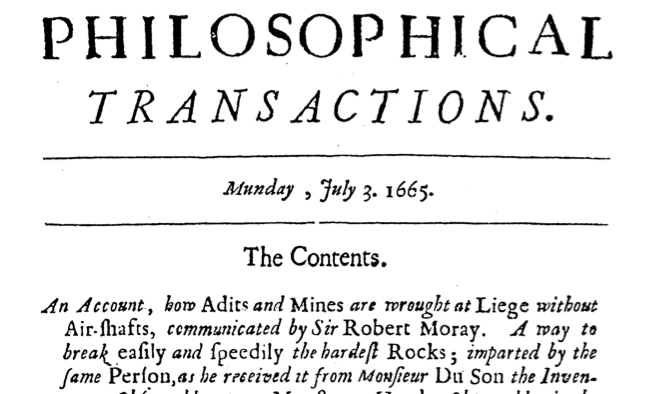 PHILOSOPHICAL
TRANSACTIONS.
Munday , July 3. 1665.
The Contents.
An Account, how Adits and Mines are wrought at Liege without
Air-ſhafts, communicated by Sir Robert Moray. A way to
break eaſily and ſpeedily the hardeſt Rocks; imparted by the
ſame Perſon, as he received it from Monſieur Du Son the Inven-